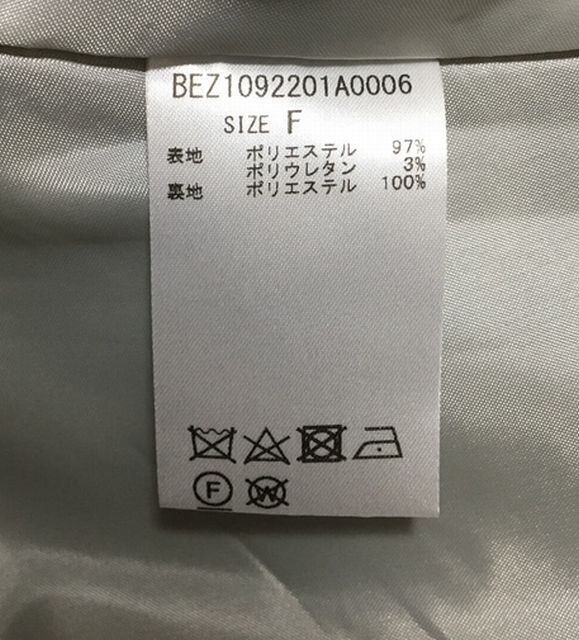 BEZ1092201A0006
SIZE F
表地 ポリエステル 97%
ポリウレタン 3%
裏地 ポリエステル 100%
F W